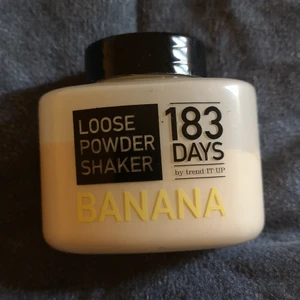 LOOSE
POWDER
SHAKER
183
DAYS
by trend IT UP
BANANA